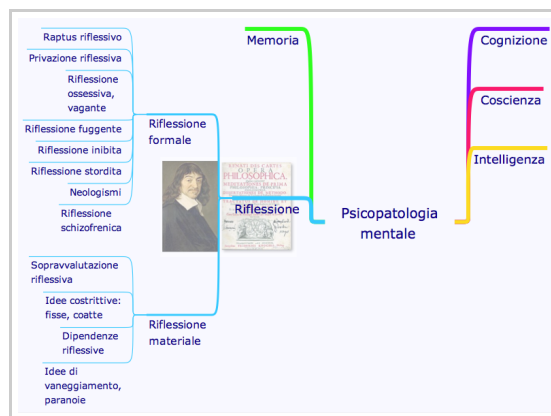 Raptus riflessivo
Privazione riflessiva
Riflessione
ossessiva,
vagante
Riflessione fuggente
Riflessione inibita
Riflessione stordita
Neologismi
Riflessione
schizofrenica
Riflessione
formale
Sopravvalutazione
riflessiva
Idee costrittive:
fisse, coatte
Dipendenze
riflessive
Idee di
vaneggiamento,
paranoie
Riflessione
materiale
Memoria
Riflessione
OPERA
PHILOSOPHICA.
Psicopatologia
mentale
Cognizione
Coscienza
Intelligenza